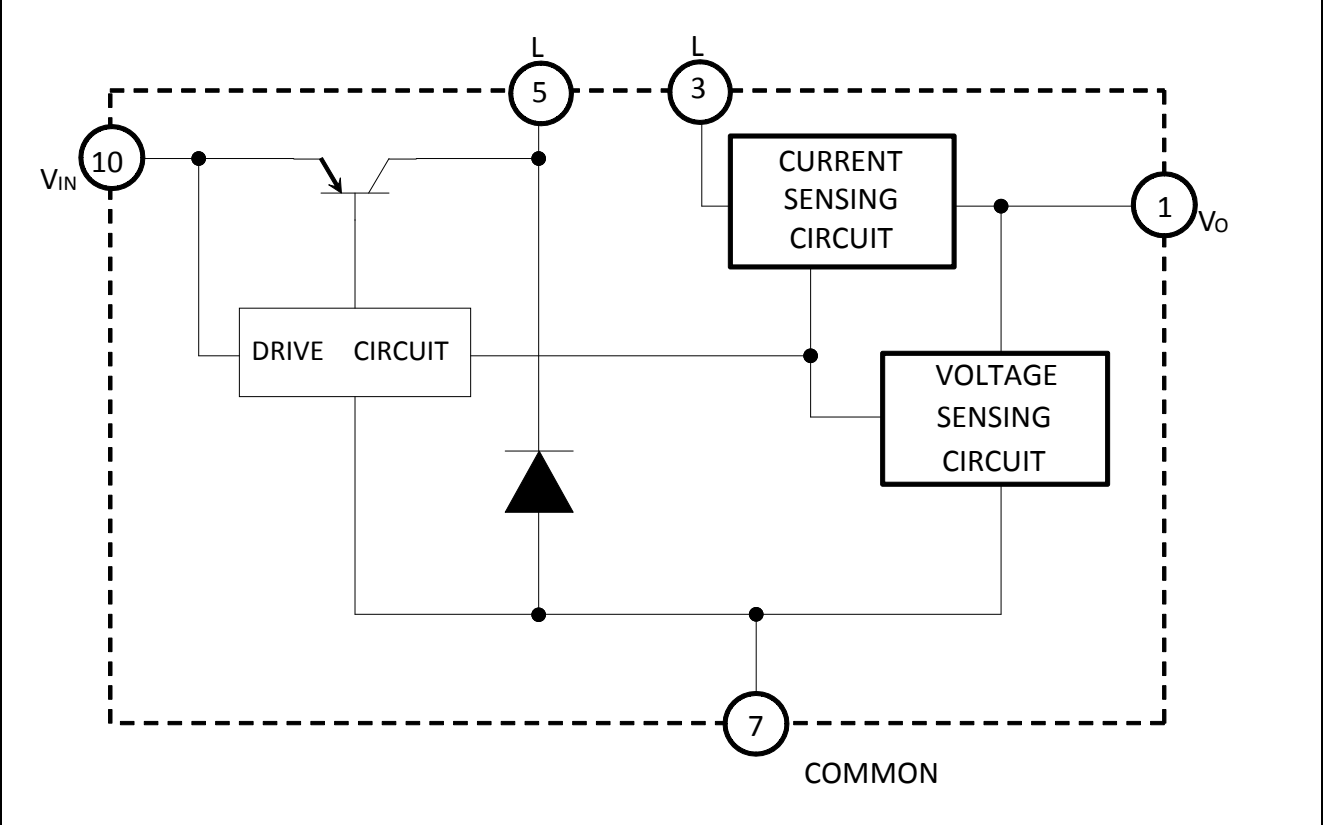 L
5
L
3
10
VIN
CURRENT
SENSING
CIRCUIT
1
VO
DRIVE CIRCUIT
VOLTAGE
SENSING
CIRCUIT
7
COMMON